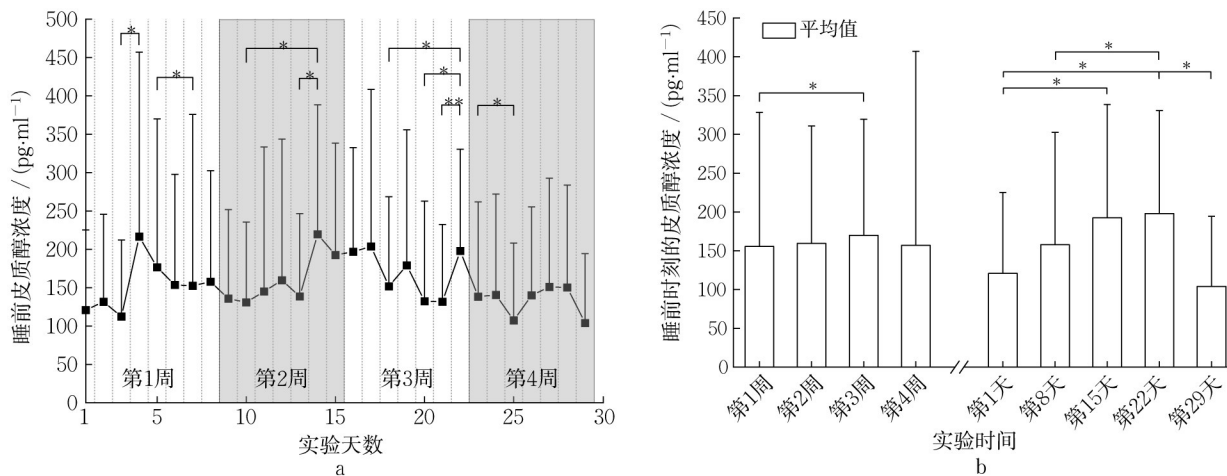 睡前皮质醇浓度 / (pg·ml⁻¹)
500
450
400
350
300
250
200
150
100
50
0
*
*
*
*
*
*
**
*
第1周
第2周
第3周
第4周
1
5
10
15
20
25
30
实验天数
a
睡前时刻的皮质醇浓度 / (pg·ml⁻¹)
450
400
350
300
250
200
150
100
50
0
平均值
*
*
*
*
*
第1周
第2周
第3周
第4周
第1天
第8天
第15天
第22天
第29天
实验时间
b